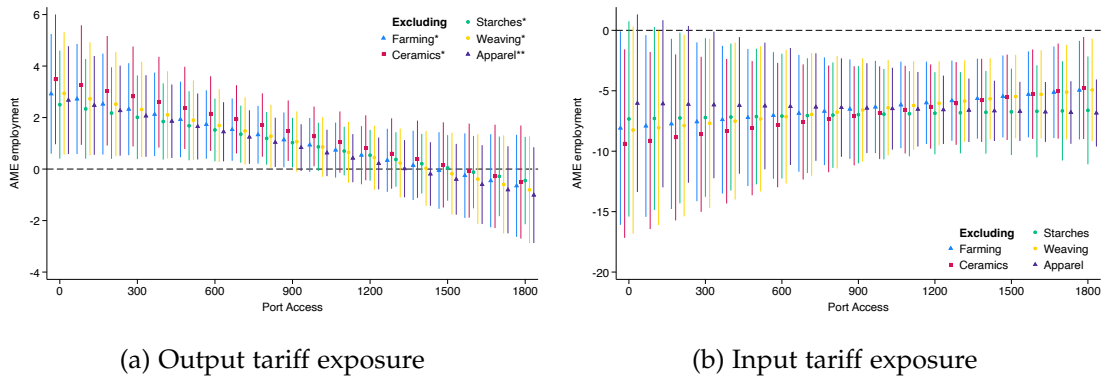 Excluding
Farming*
Ceramics*
Starches*
Weaving*
Apparel**
AME employment
6
4
2
0
-2
-4
0
300
600
900
1200
1500
1800
Port Access
(a) Output tariff exposure
AME employment
0
-5
-10
-15
-20
Excluding
Farming
Ceramics
Starches
Weaving
Apparel
0
300
600
900
1200
1500
1800
Port Access
(b) Input tariff exposure